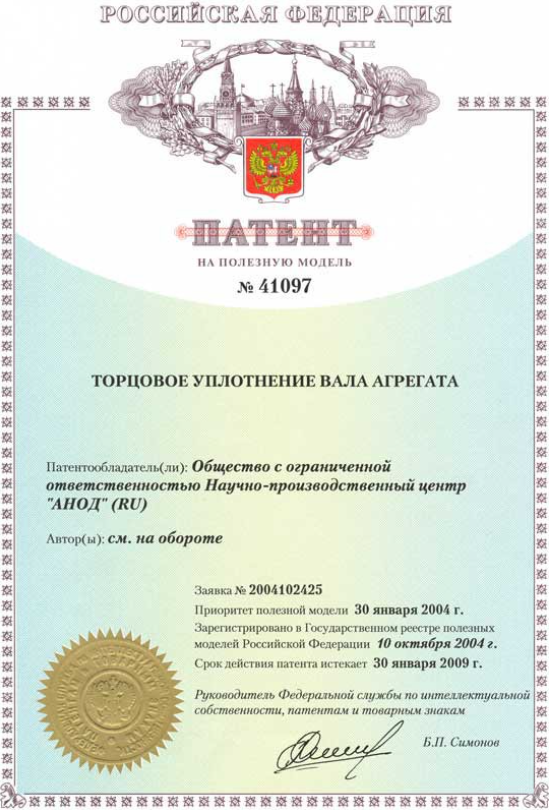 РОССИЙСКАЯ ФЕДЕРАЦИЯ
ПАТЕНТ
НА ПОЛЕЗНУЮ МОДЕЛЬ
№ 41097
ТОРЦОВОЕ УПЛОТНЕНИЕ ВАЛА АГРЕГАТА
Патентообладатель(ли): Общество с ограниченной
ответственностью Научно-производственный центр
"АНОД" (RU)
Автор(ы): см. на обороте
Заявка № 2004102425
Приоритет полезной модели 30 января 2004 г.
Зарегистрировано в Государственном реестре полезных
моделей Российской Федерации 10 октября 2004 г.
Срок действия патента истекает 30 января 2009 г.
Руководитель Федеральной службы по интеллектуальной
собственности, патентам и товарным знакам
Б.П. Симонов